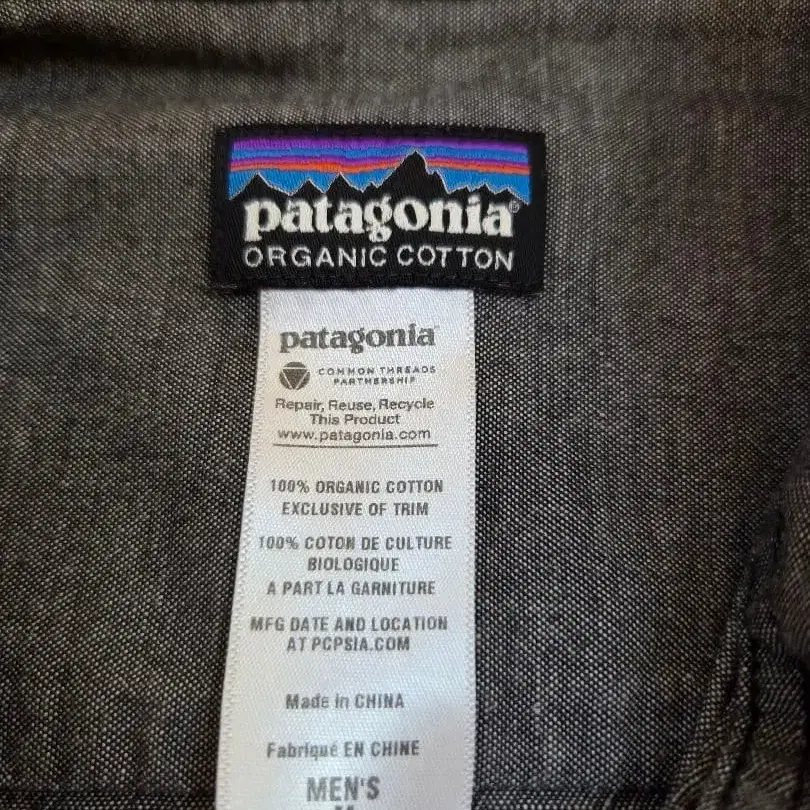 patagonia®
ORGANIC COTTON
patagonia
COMMON THREADS
PARTNERSHIP
Repair, Reuse, Recycle
This Product
www.patagonia.com
100% ORGANIC COTTON
EXCLUSIVE OF TRIM
100% COTON DE CULTURE
BIOLOGIQUE
A PART LA GARNITURE
MFG DATE AND LOCATION
AT PCPSIA.COM
Made in CHINA
Fabriqué EN CHINE
MEN'S